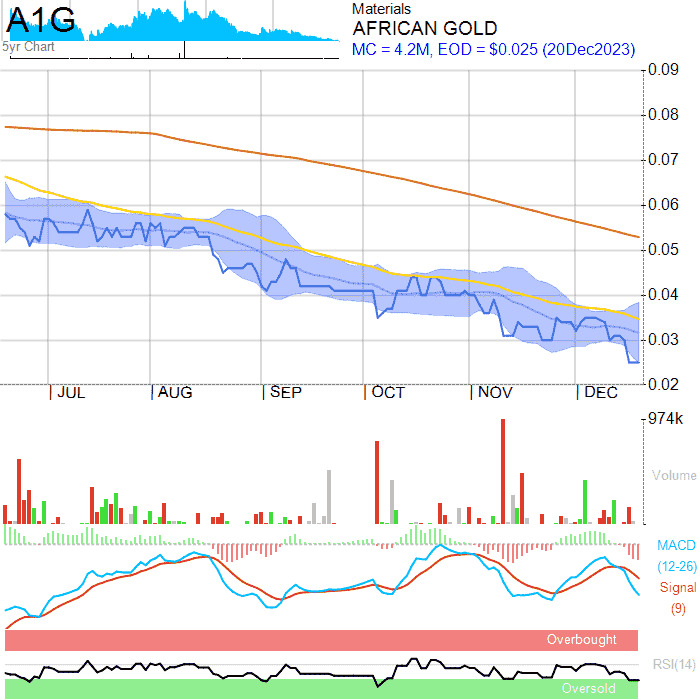 A1G
5yr Chart
Materials
AFRICAN GOLD
MC = 4.2M, EOD = $0.025 (20Dec2023)
0.09
0.08
0.07
0.06
0.05
0.04
0.03
0.02
JUL AUG SEP OCT NOV DEC
974k
Volume
MACD
(12-26)
Signal
(9)
Overbought
RSI(14)
Oversold